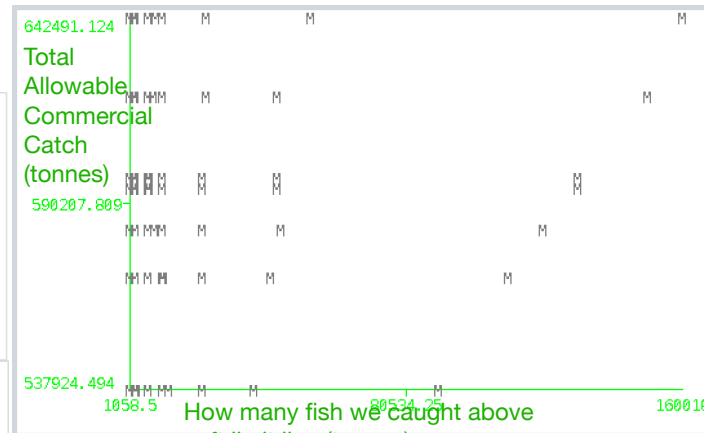 642491.124
Total
Allowable
Commercial
Catch
(tonnes)
590207.809
537924.494
1058.5
80534.25
How many fish we caught above